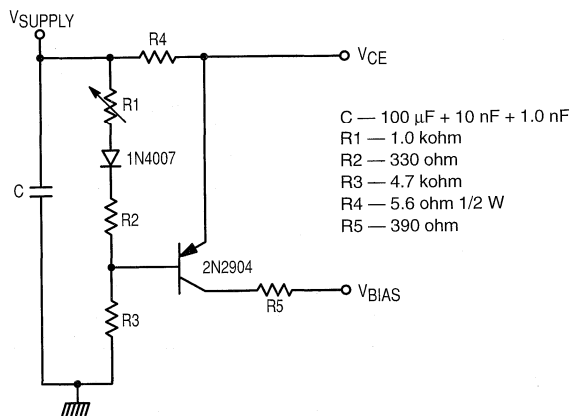 VSUPPLY
R4
VCE
R1
1N4007
C
R2
2N2904
R3
R5
VBIAS
C — 100 µF + 10 nF + 1.0 nF
R1 — 1.0 kohm
R2 — 330 ohm
R3 — 4.7 kohm
R4 — 5.6 ohm 1/2 W
R5 — 390 ohm